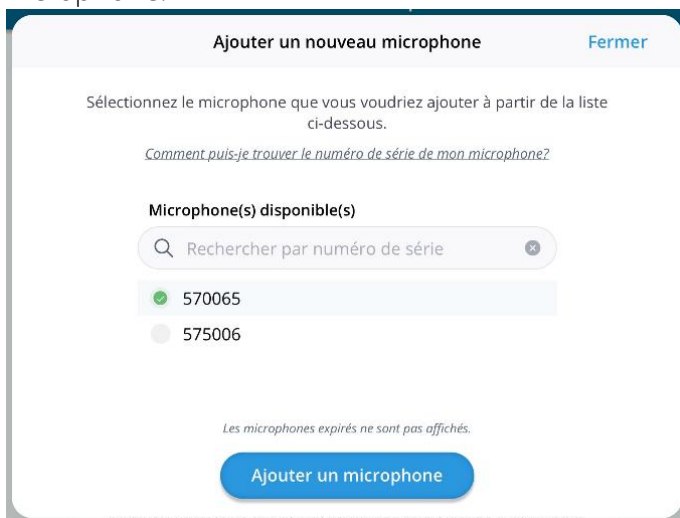 Ajouter un nouveau microphone
Fermer
Sélectionnez le microphone que vous voudriez ajouter à partir de la liste
ci-dessous.
Comment puis-je trouver le numéro de série de mon microphone?
Microphone(s) disponible(s)
Rechercher par numéro de série
570065
575006
Les microphones expirés ne sont pas affichés.
Ajouter un microphone